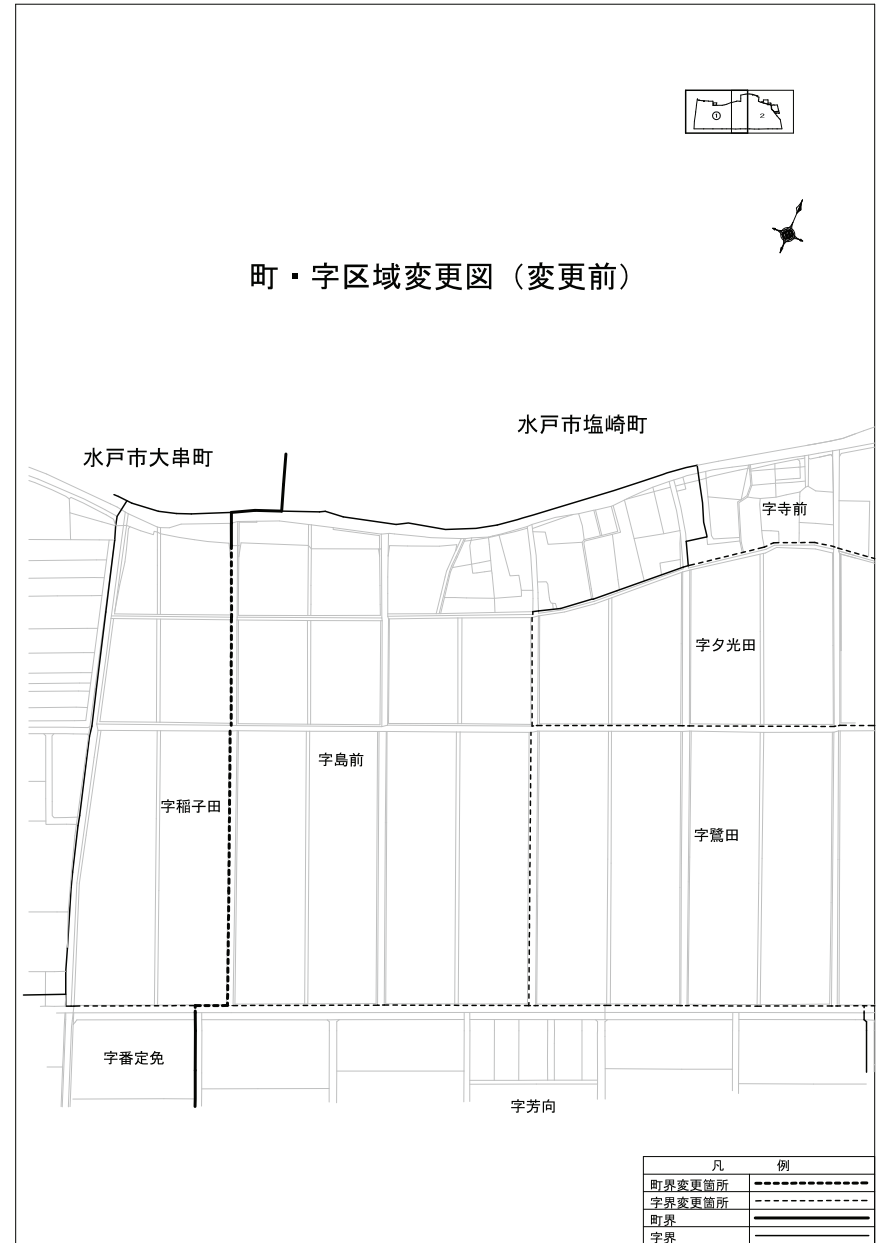 ① 2
町・字区域変更図（変更前）
水戸市塩崎町
水戸市大串町
字寺前
字夕光田
字島前
字稲子田
字鷺田
字番定免
字芳向
凡 例
町界変更箇所
字界変更箇所
町界
字界